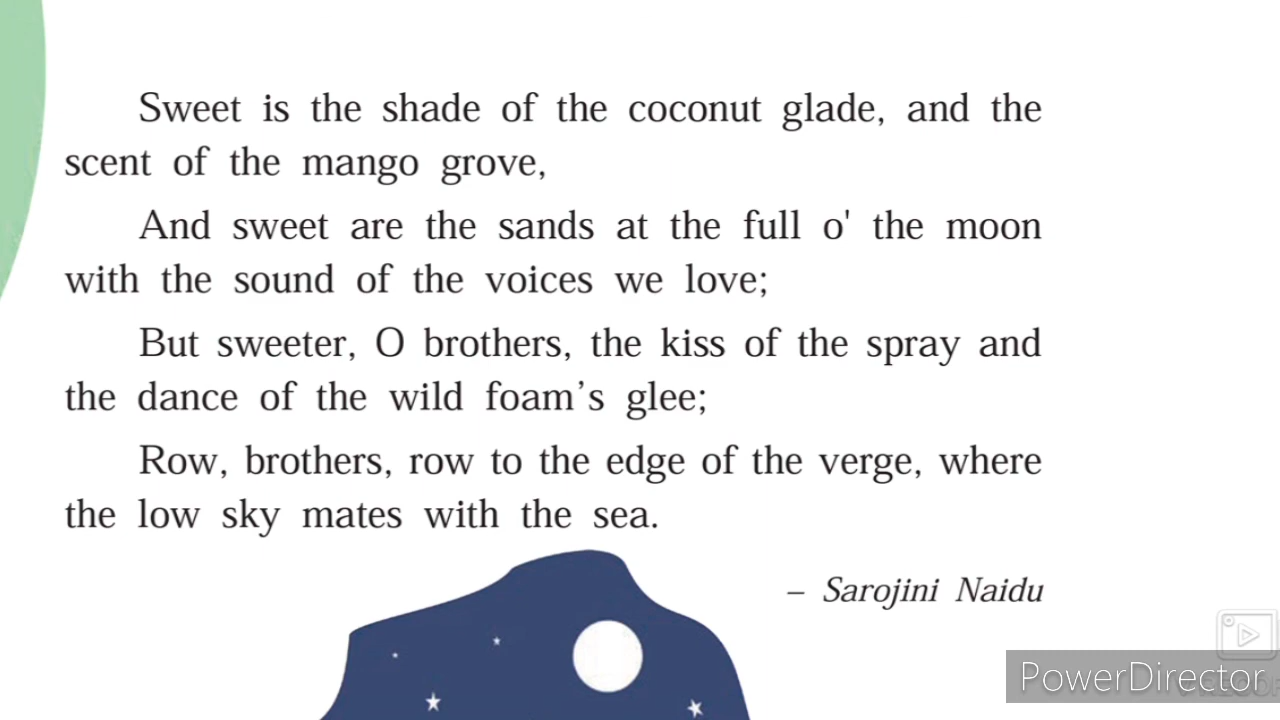 Sweet is the shade of the coconut glade, and the
scent of the mango grove,
And sweet are the sands at the full o' the moon
with the sound of the voices we love;
But sweeter, O brothers, the kiss of the spray and
the dance of the wild foam’s glee;
Row, brothers, row to the edge of the verge, where
the low sky mates with the sea.
– Sarojini Naidu
PowerDirector